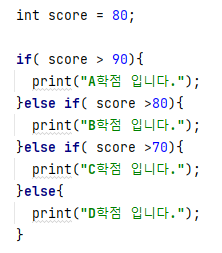 int score = 80;
if( score > 90){
print("A학점 입니다.");
}else if( score >80){
print("B학점 입니다.");
}else if( score >70){
print("C학점 입니다.");
}else{
print("D학점 입니다.");
}